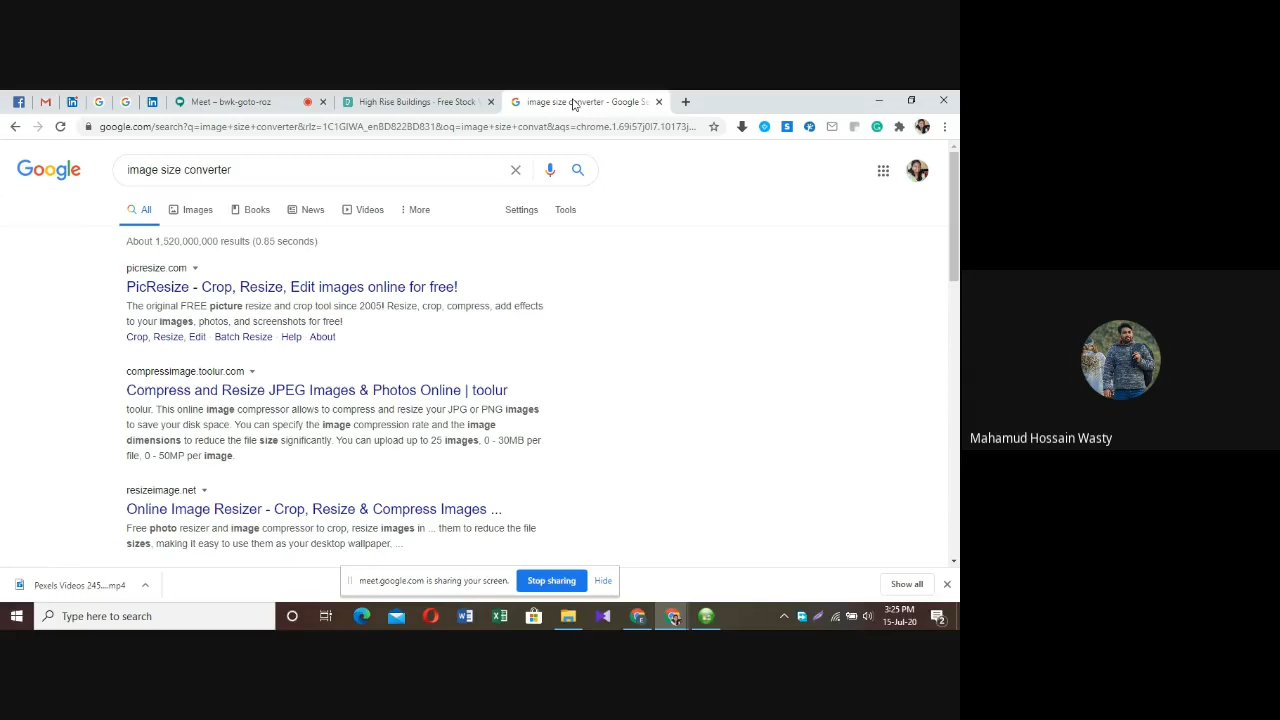 Meet – bwk-goto-roz
High Rise Buildings - Free Stock
image size converter - Google Se
google.com/search?q=image+size+converter&rlz=1C1GIWA_enBD822BD831&oq=image+size+convat&aqs=chrome.1.69i57j0l7.10173j...
Google
image size converter
All
Images
Books
News
Videos
More
Settings
Tools
About 1,520,000,000 results (0.85 seconds)
picresize.com
PicResize - Crop, Resize, Edit images online for free!
The original FREE picture resize and crop tool since 2005! Resize, crop, compress, add effects
to your images, photos, and screenshots for free!
Crop, Resize, Edit · Batch Resize · Help · About
compressimage.toolur.com
Compress and Resize JPEG Images & Photos Online | toolur
toolur. This online image compressor allows to compress and resize your JPG or PNG images
to save your disk space. You can specify the image compression rate and the image
dimensions to reduce the file size significantly. You can upload up to 25 images, 0 - 30MB per
file, 0 - 50MP per image.
resizeimage.net
Online Image Resizer - Crop, Resize & Compress Images ...
Free photo resizer and image compressor to crop, resize images in ... them to reduce the file
sizes, making it easy to use them as your desktop wallpaper, ...
Mahamud Hossain Wasty
Pexels Videos 245....mp4
meet.google.com is sharing your screen.
Stop sharing
Hide
Show all
Type here to search
3:25 PM
15-Jul-20
2